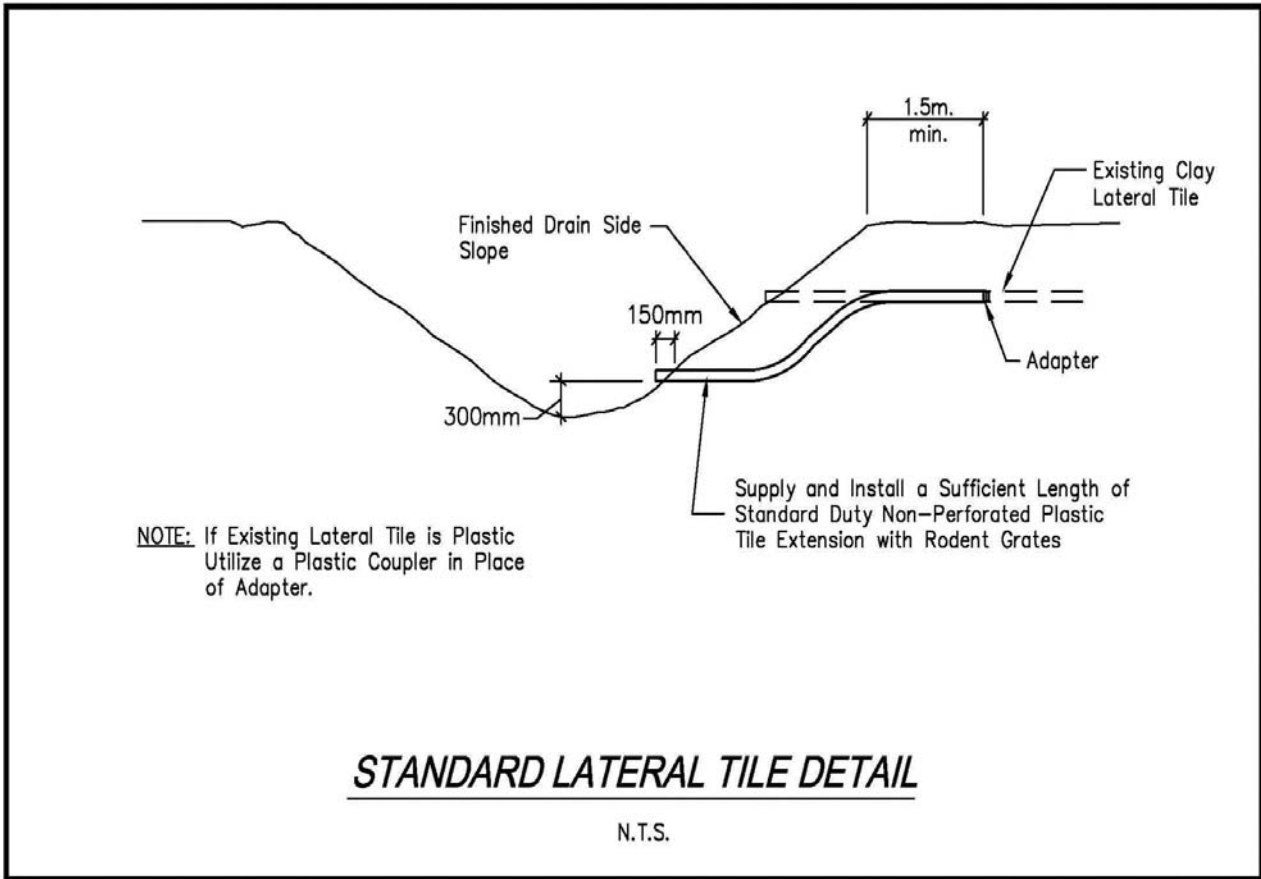 1.5m.
min.
Existing Clay
Lateral Tile
Finished Drain Side
Slope
150mm
Adapter
300mm
Supply and Install a Sufficient Length of
Standard Duty Non-Perforated Plastic
Tile Extension with Rodent Grates
NOTE: If Existing Lateral Tile is Plastic
Utilize a Plastic Coupler in Place
of Adapter.
STANDARD LATERAL TILE DETAIL
N.T.S.